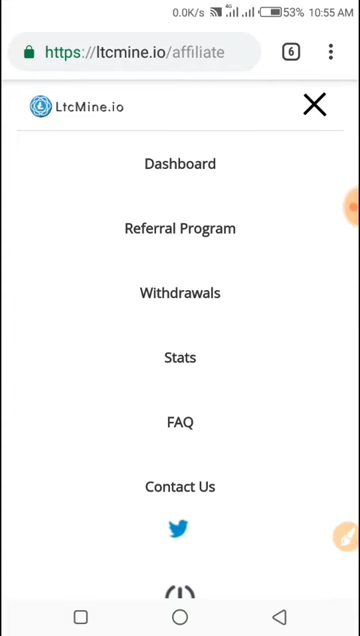 0.0K/s 4G 53% 10:55 AM
https://ltcmine.io/affiliate 6
LtcMine.io
Dashboard
Referral Program
Withdrawals
Stats
FAQ
Contact Us